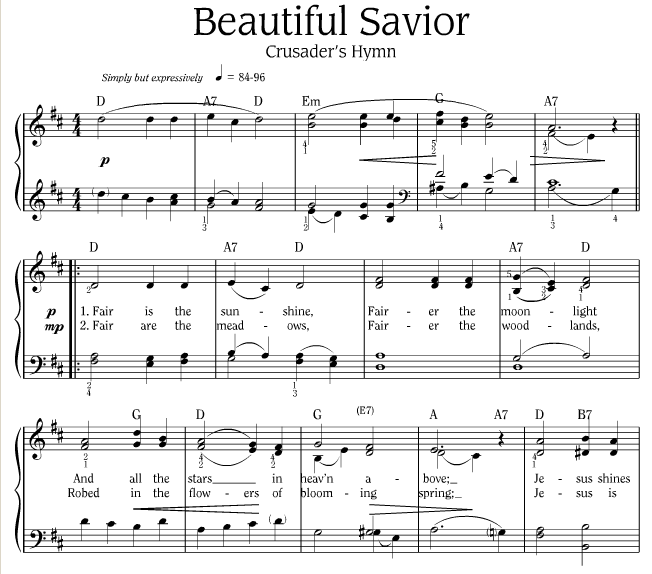 Beautiful Savior
Crusader's Hymn
Simply but expressively ♩ = 84-96
D A7 D Em G A7
p
D A7 D A7 D
p 1. Fair is the sun - shine, Fair - er the moon - light
mp 2. Fair are the mead - ows, Fair - er the wood - lands,
G D G (E7) A A7 D B7
And all the stars____ in heav'n a - bove;_ Je - sus shines
Robed in the flow - ers of bloom - ing spring;_ Je - sus is